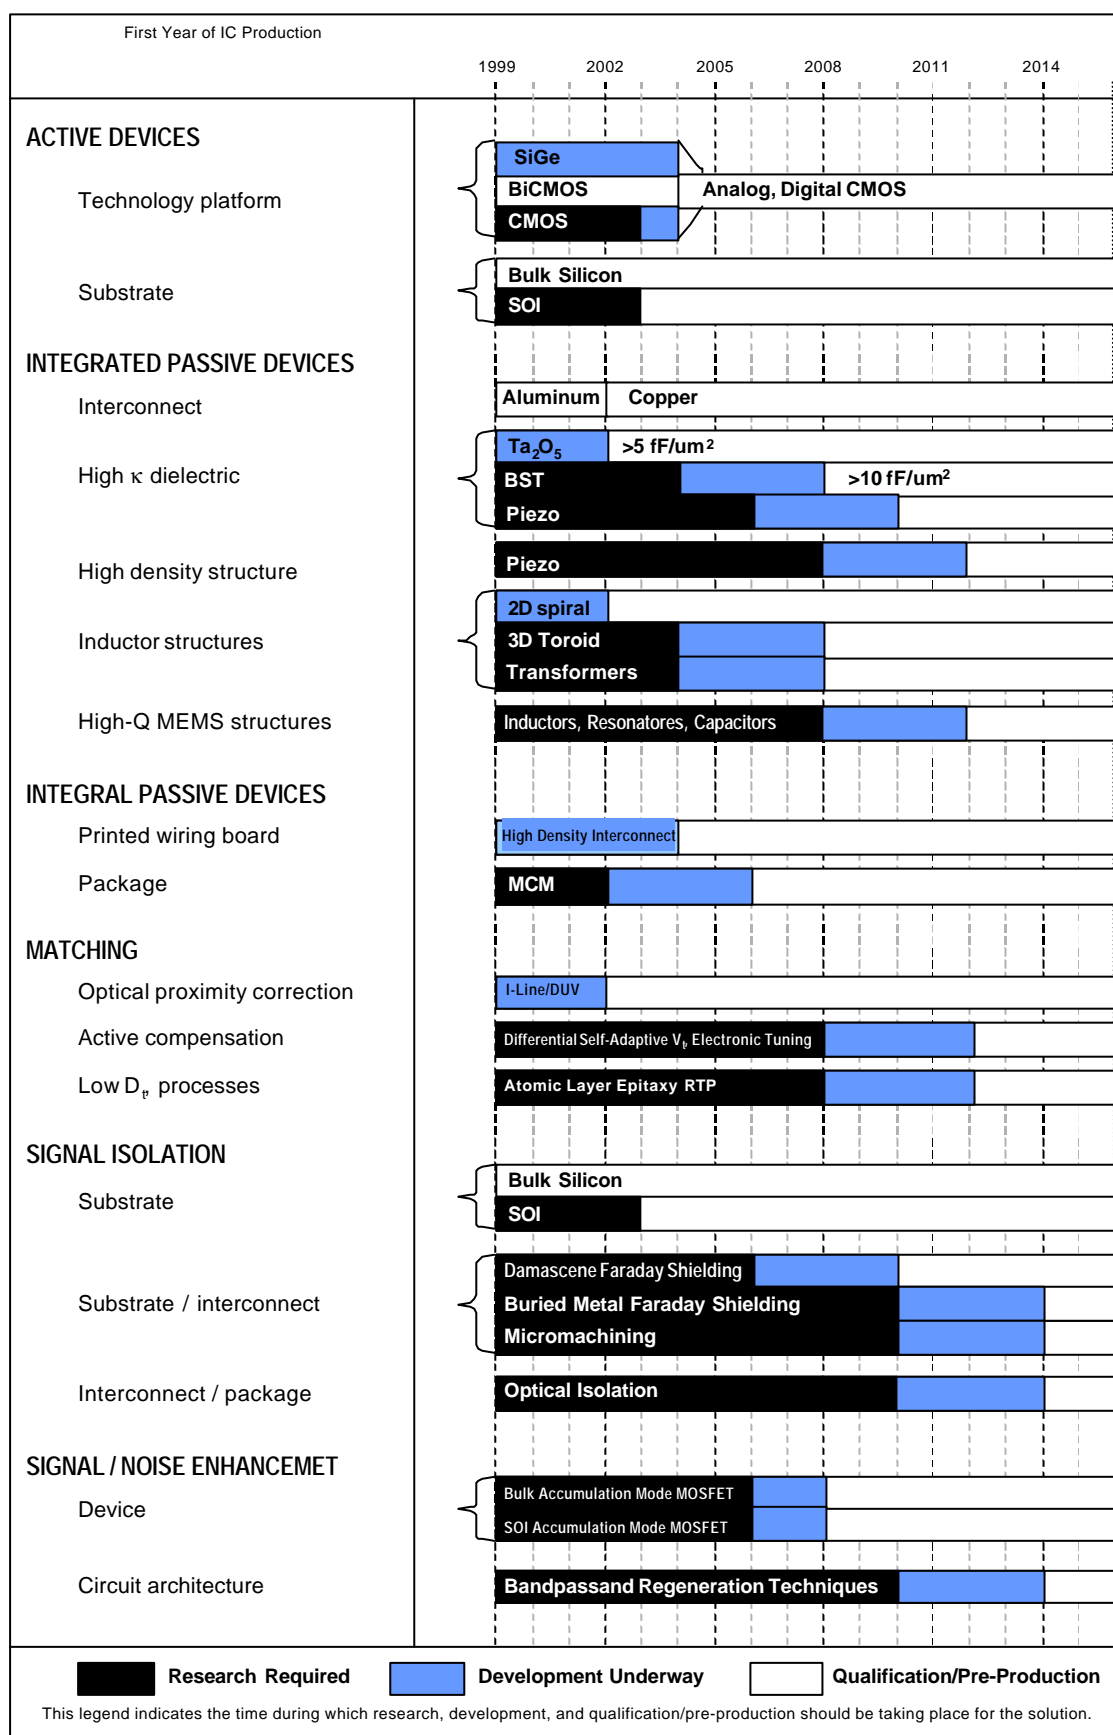 First Year of IC Production
1999 2002 2005 2008 2011 2014
ACTIVE DEVICES
Technology platform
SiGe
BiCMOS
CMOS
Analog, Digital CMOS
Substrate
Bulk Silicon
SOI
INTEGRATED PASSIVE DEVICES
Interconnect
Aluminum Copper
High κ dielectric
Ta₂O₅ >5 fF/um²
BST >10 fF/um²
Piezo
High density structure
Piezo
Inductor structures
2D spiral
3D Toroid
Transformers
High-Q MEMS structures
Inductors, Resonatores, Capacitors
INTEGRAL PASSIVE DEVICES
Printed wiring board
High Density Interconnect
Package
MCM
MATCHING
Optical proximity correction
I-Line/DUV
Active compensation
Differential Self-Adaptive Vt, Electronic Tuning
Low Dt, processes
Atomic Layer Epitaxy RTP
SIGNAL ISOLATION
Substrate
Bulk Silicon
SOI
Substrate / interconnect
Damascene Faraday Shielding
Buried Metal Faraday Shielding
Micromachining
Interconnect / package
Optical Isolation
SIGNAL / NOISE ENHANCEMET
Device
Bulk Accumulation Mode MOSFET
SOI Accumulation Mode MOSFET
Circuit architecture
Bandpassand Regeneration Techniques
Research Required Development Underway Qualification/Pre-Production
This legend indicates the time during which research, development, and qualification/pre-production should be taking place for the solution.